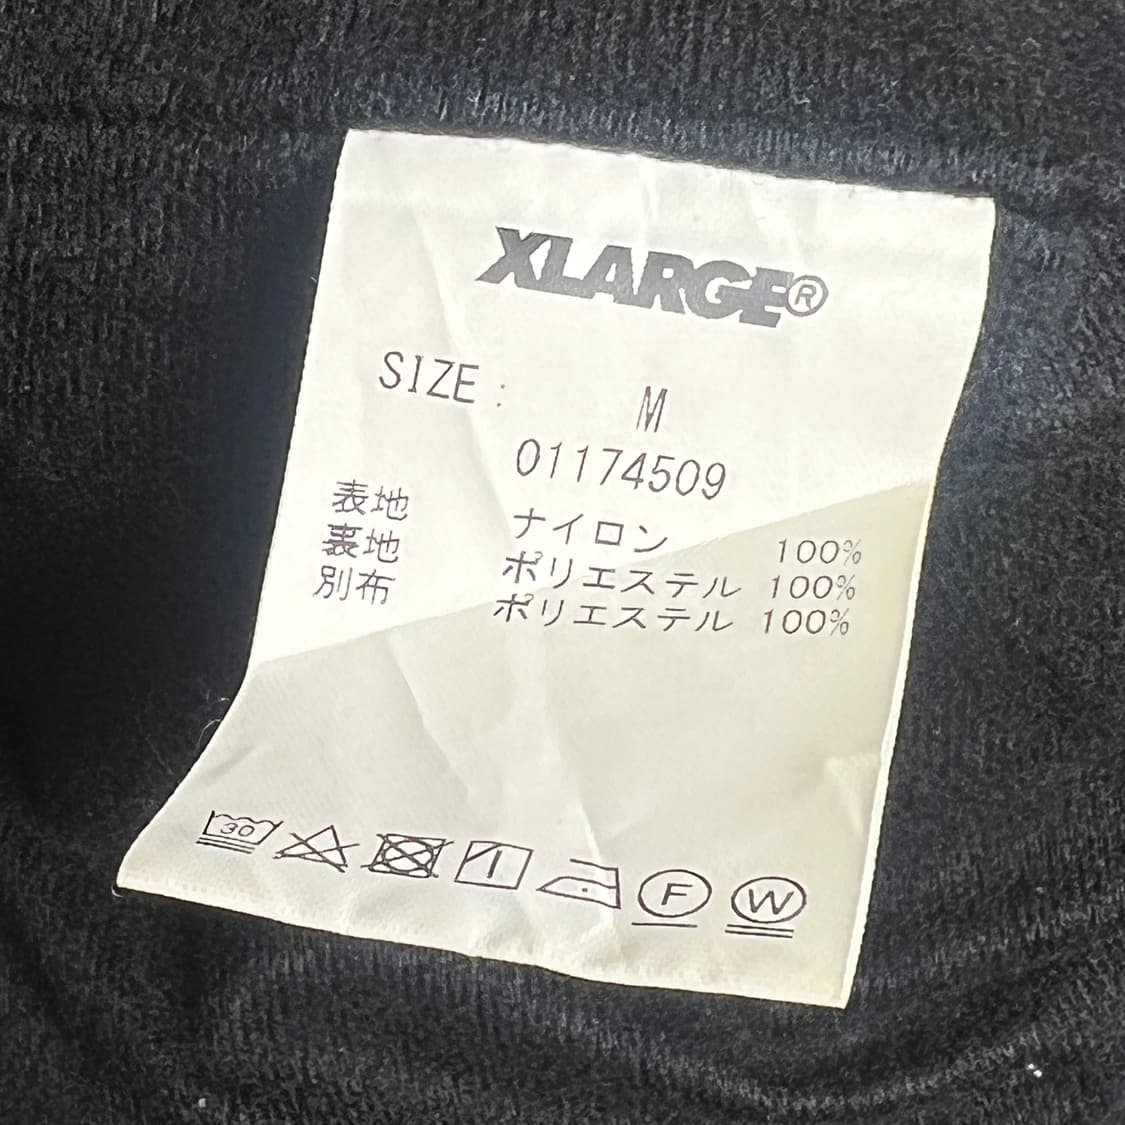 XLARGE®
SIZE: M
01174509
表地 ナイロン 100%
裏地 ポリエステル 100%
別布 ポリエステル 100%
30 F W